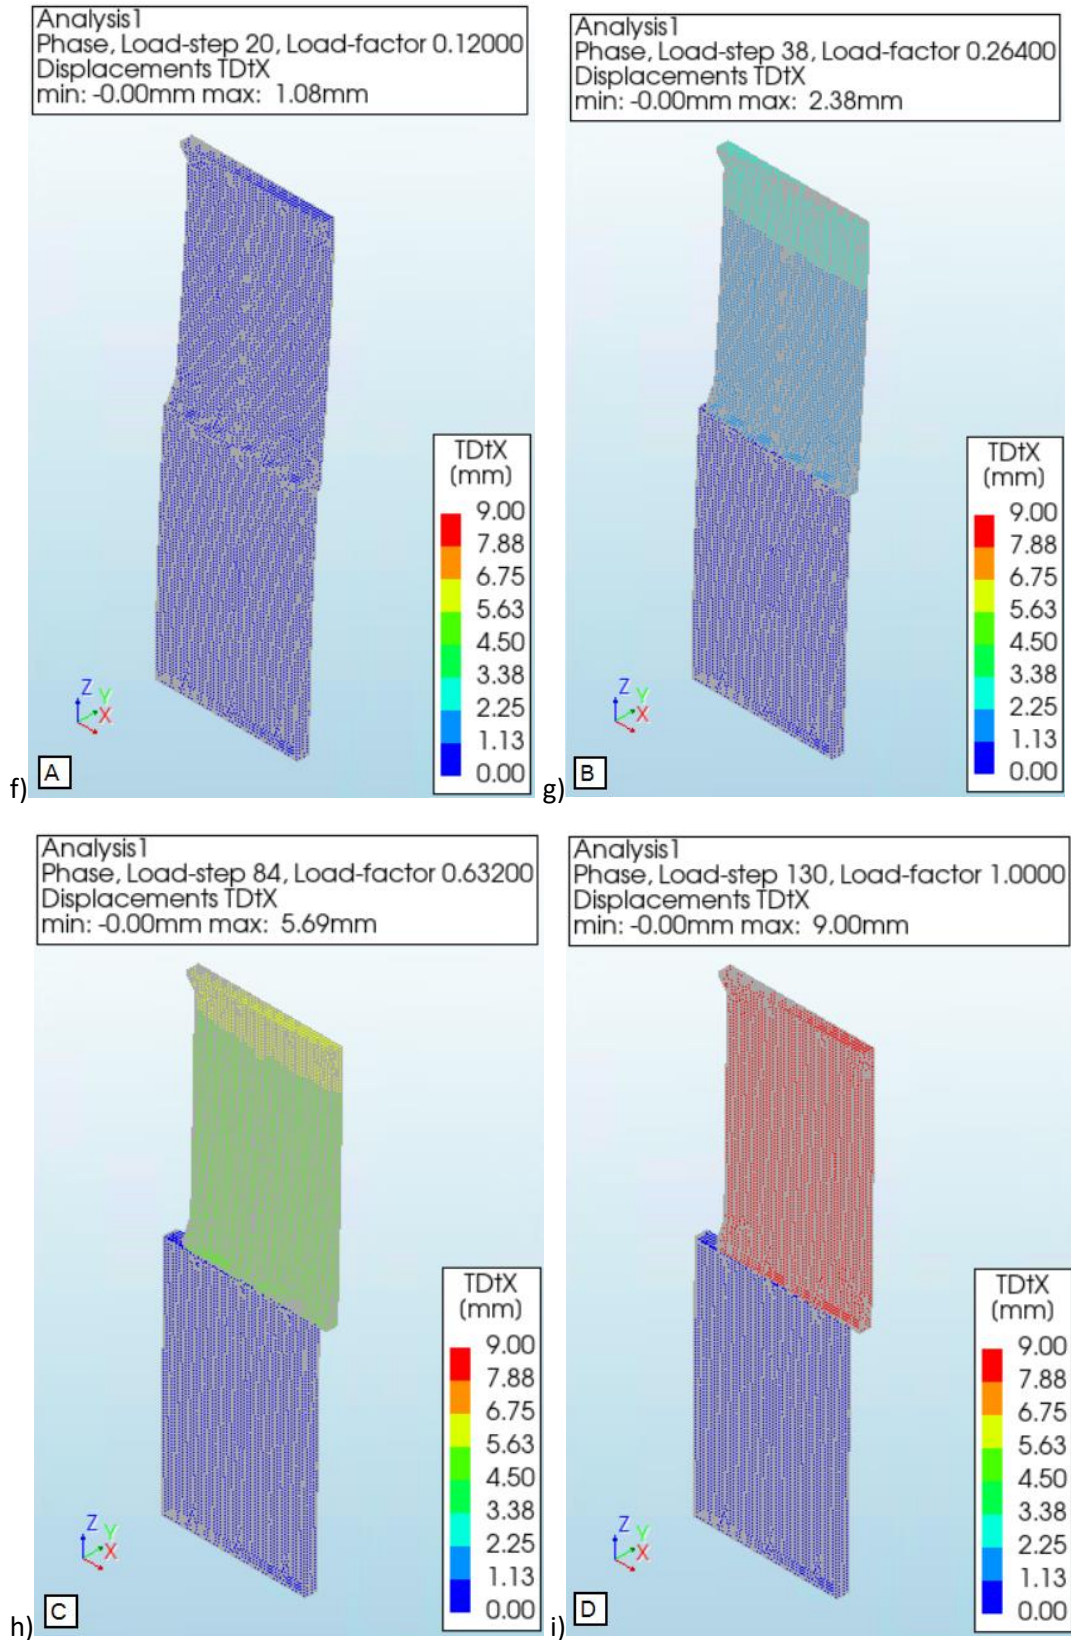 Analysis1
Phase, Load-step 20, Load-factor 0.12000
Displacements TDtX
min: -0.00mm max: 1.08mm
TDtX
(mm)
9.00
7.88
6.75
5.63
4.50
3.38
2.25
1.13
0.00
Z
Y
X
f) A
Analysis1
Phase, Load-step 38, Load-factor 0.26400
Displacements TDtX
min: -0.00mm max: 2.38mm
TDtX
(mm)
9.00
7.88
6.75
5.63
4.50
3.38
2.25
1.13
0.00
Z
Y
X
g) B
Analysis1
Phase, Load-step 84, Load-factor 0.63200
Displacements TDtX
min: -0.00mm max: 5.69mm
TDtX
(mm)
9.00
7.88
6.75
5.63
4.50
3.38
2.25
1.13
0.00
Z
Y
X
h) C
Analysis1
Phase, Load-step 130, Load-factor 1.0000
Displacements TDtX
min: -0.00mm max: 9.00mm
TDtX
(mm)
9.00
7.88
6.75
5.63
4.50
3.38
2.25
1.13
0.00
Z
Y
X
i) D